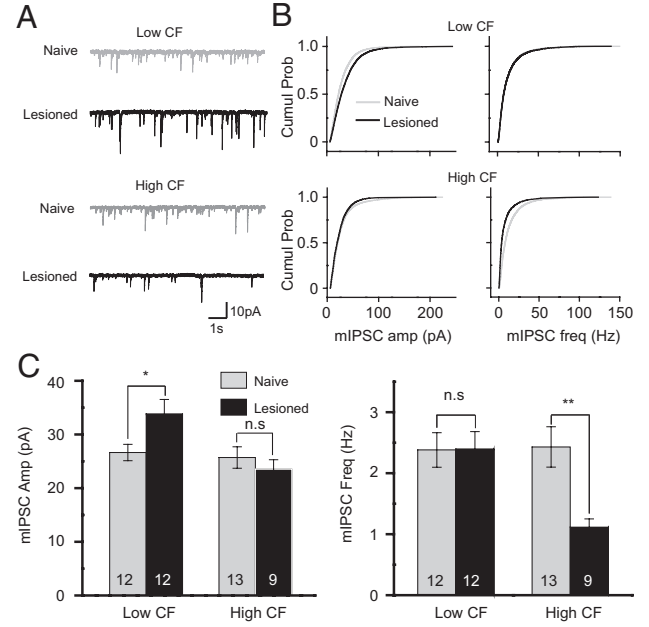 A
Low CF
Naive
Lesioned
High CF
Naive
Lesioned
10pA
1s
B
Low CF
1.0
0.5
0
Cumul Prob
Naive
Lesioned
High CF
1.0
0.5
0
Cumul Prob
0 100 200
mIPSC amp (pA)
0 50 100 150
mIPSC freq (Hz)
C
40
30
20
10
0
mIPSC Amp (pA)
*
Naive
Lesioned
n.s
12 12 13 9
Low CF High CF
3
2
1
0
mIPSC Freq (Hz)
n.s
**
12 12 13 9
Low CF High CF